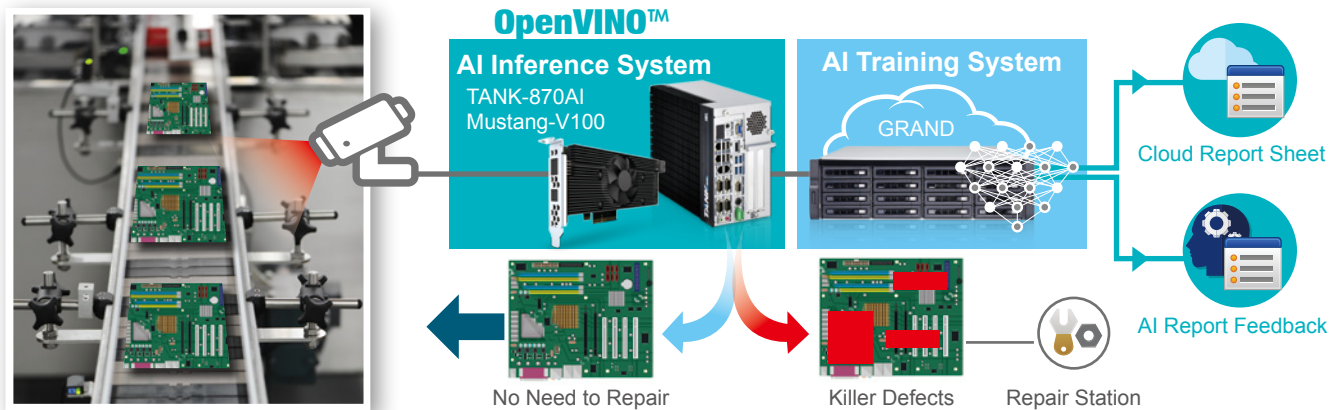 OpenVINO™
AI Inference System
TANK-870AI
Mustang-V100
TANK
AI Training System
GRAND
Cloud Report Sheet
AI Report Feedback
No Need to Repair
Killer Defects
Repair Station